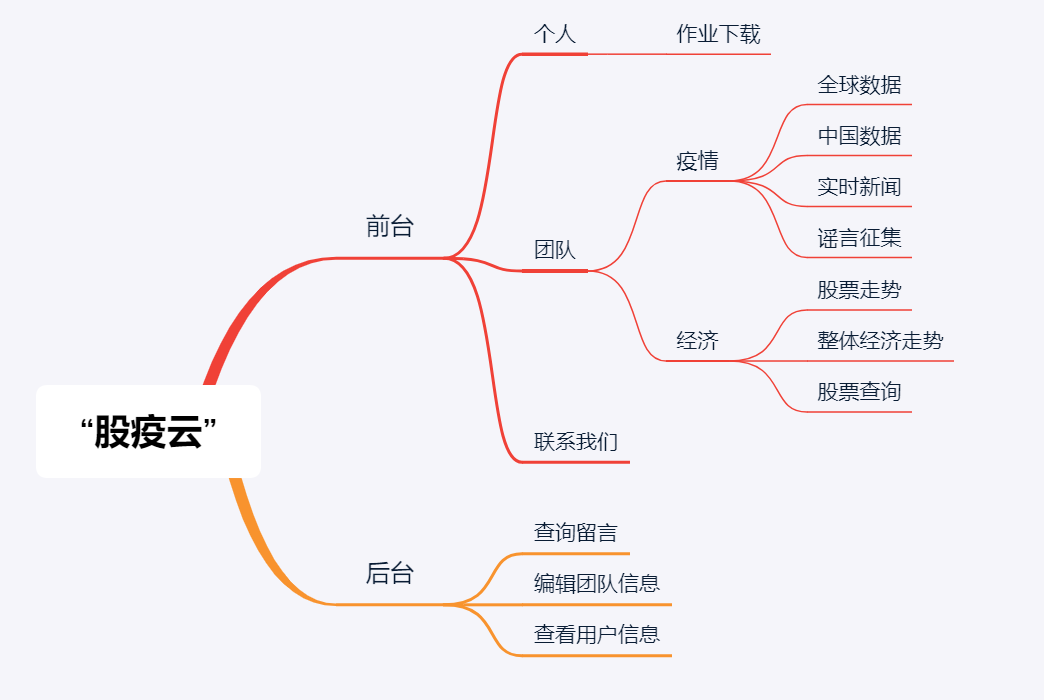 “股疫云”
前台
个人
作业下载
团队
疫情
全球数据
中国数据
实时新闻
谣言征集
经济
股票走势
整体经济走势
股票查询
联系我们
后台
查询留言
编辑团队信息
查看用户信息